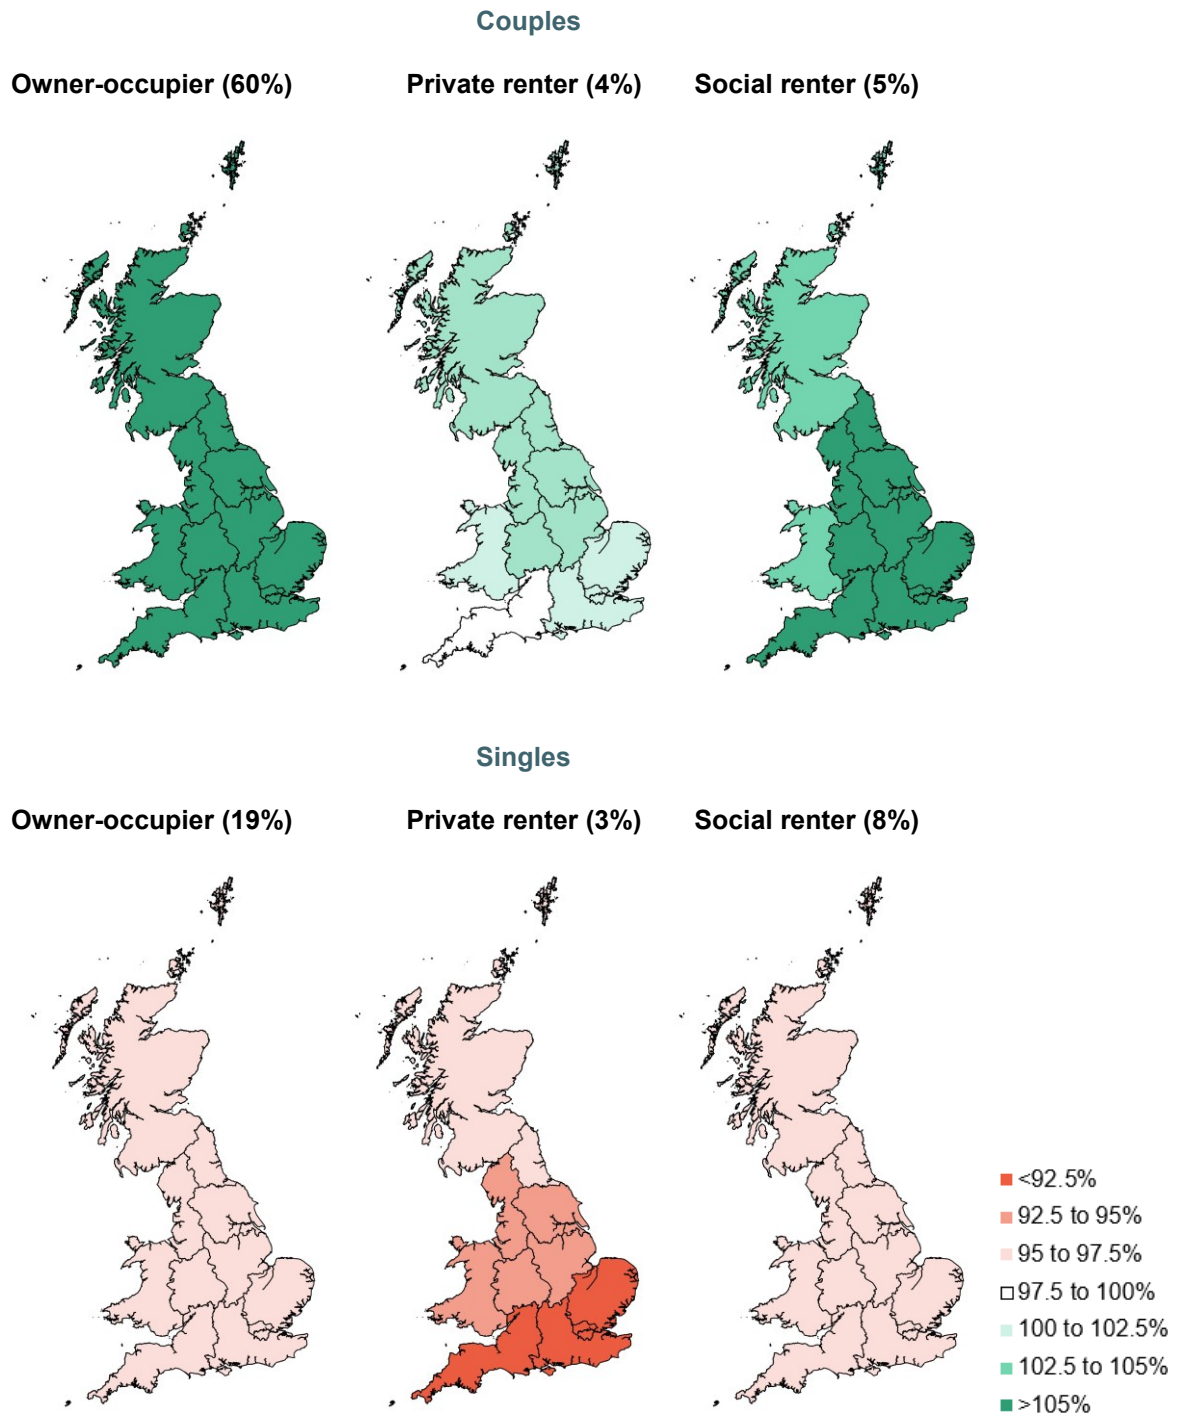 Couples
Owner-occupier (60%)
Private renter (4%)
Social renter (5%)
Singles
Owner-occupier (19%)
Private renter (3%)
Social renter (8%)
<92.5%
92.5 to 95%
95 to 97.5%
97.5 to 100%
100 to 102.5%
102.5 to 105%
>105%